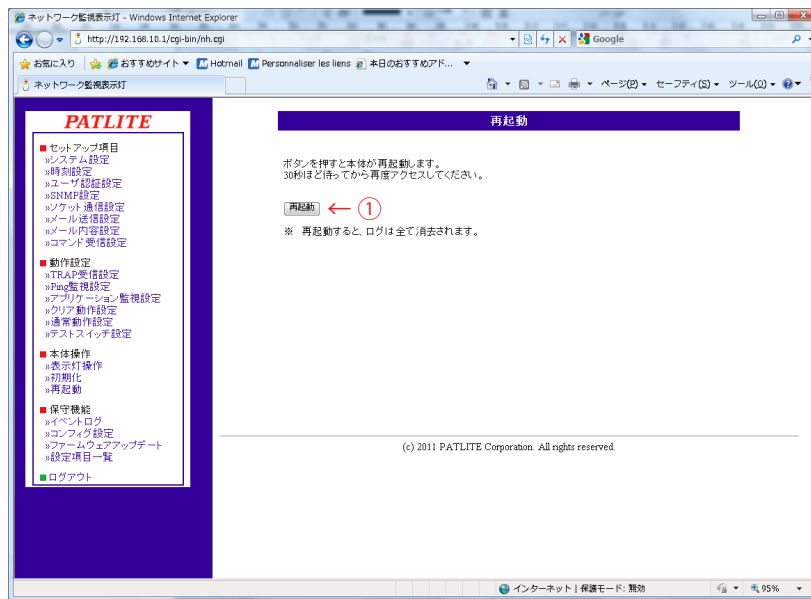 ネットワーク監視表示灯 - Windows Internet Explorer
http://192.168.10.1/cgi-bin/nh.cgi
Google
お気に入り
おすすめサイト ▼
Hotmail
Personnaliser les liens
本日のおすすめアド... ▼
ネットワーク監視表示灯
ページ(P) ▼ セーフティ(S) ▼ ツール(O) ▼
PATLITE
■ セットアップ項目
»システム設定
»時刻設定
»ユーザ認証設定
»SNMP設定
»ソケット通信設定
»メール送信設定
»メール内容設定
»コマンド受信設定
■ 動作設定
»TRAP受信設定
»Ping監視設定
»アプリケーション監視設定
»クリア動作設定
»通常動作設定
»テストスイッチ設定
■ 本体操作
»表示灯操作
»初期化
»再起動
■ 保守機能
»イベントログ
»コンフィグ設定
»ファームウェアアップデート
»設定項目一覧
■ ログアウト
再起動
ボタンを押すと本体が再起動します。
30秒ほど待ってから再度アクセスしてください。
再起動 ← ①
※ 再起動すると、ログは全て消去されます。
(c) 2011 PATLITE Corporation. All rights reserved.
インターネット | 保護モード: 無効
95%